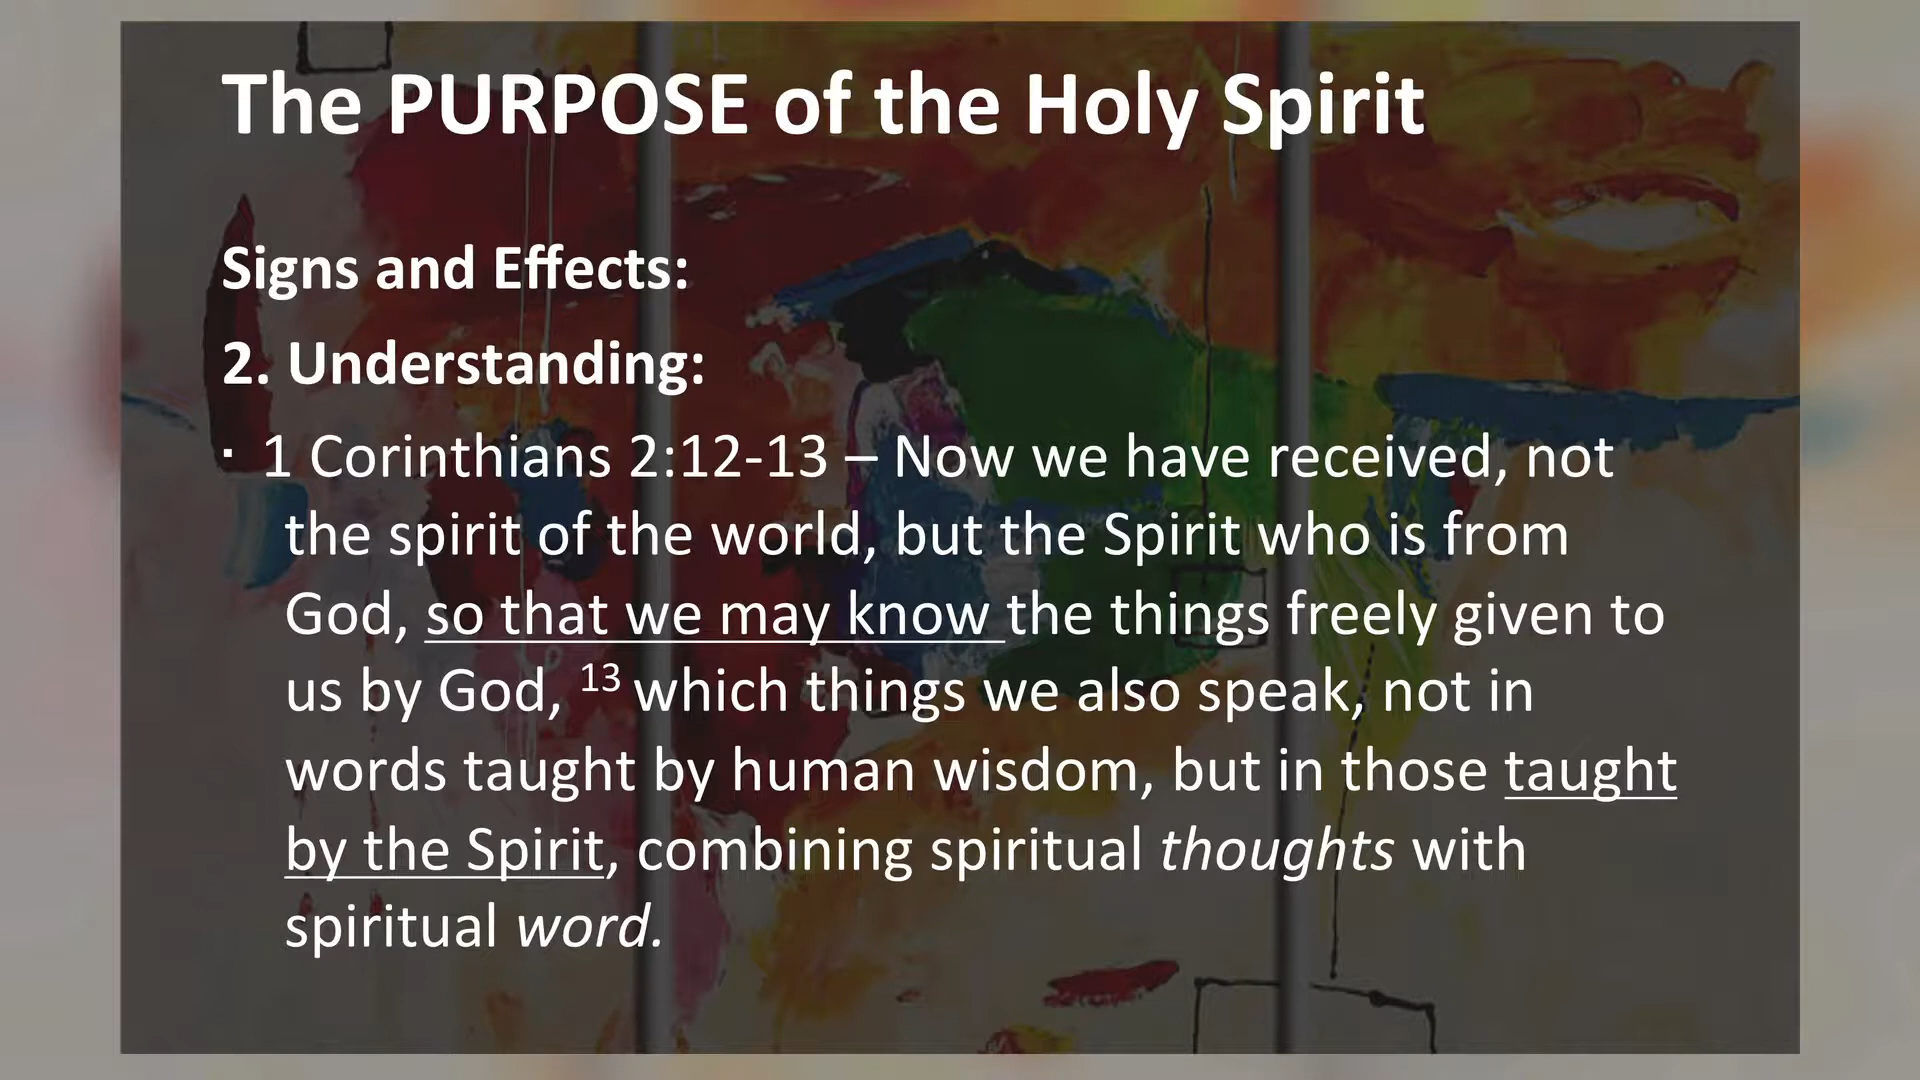 The PURPOSE of the Holy Spirit
Signs and Effects:
2. Understanding:
▪ 1 Corinthians 2:12-13 – Now we have received, not
the spirit of the world, but the Spirit who is from
God, so that we may know the things freely given to
us by God, 13 which things we also speak, not in
words taught by human wisdom, but in those taught
by the Spirit, combining spiritual thoughts with
spiritual word.